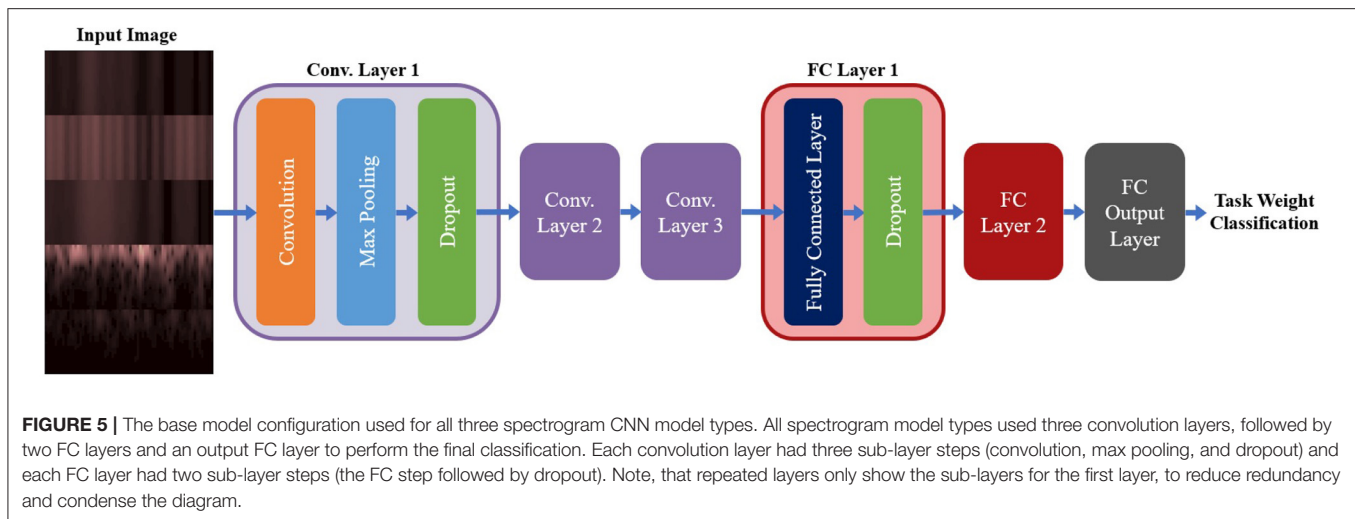 Input Image
Conv. Layer 1
Convolution
Max Pooling
Dropout
Conv.
Layer 2
Conv.
Layer 3
FC Layer 1
Fully Connected Layer
Dropout
FC
Layer 2
FC
Output
Layer
Task Weight
Classification
FIGURE 5 | The base model configuration used for all three spectrogram CNN model types. All spectrogram model types used three convolution layers, followed by
two FC layers and an output FC layer to perform the final classification. Each convolution layer had three sub-layer steps (convolution, max pooling, and dropout) and
each FC layer had two sub-layer steps (the FC step followed by dropout). Note, that repeated layers only show the sub-layers for the first layer, to reduce redundancy
and condense the diagram.